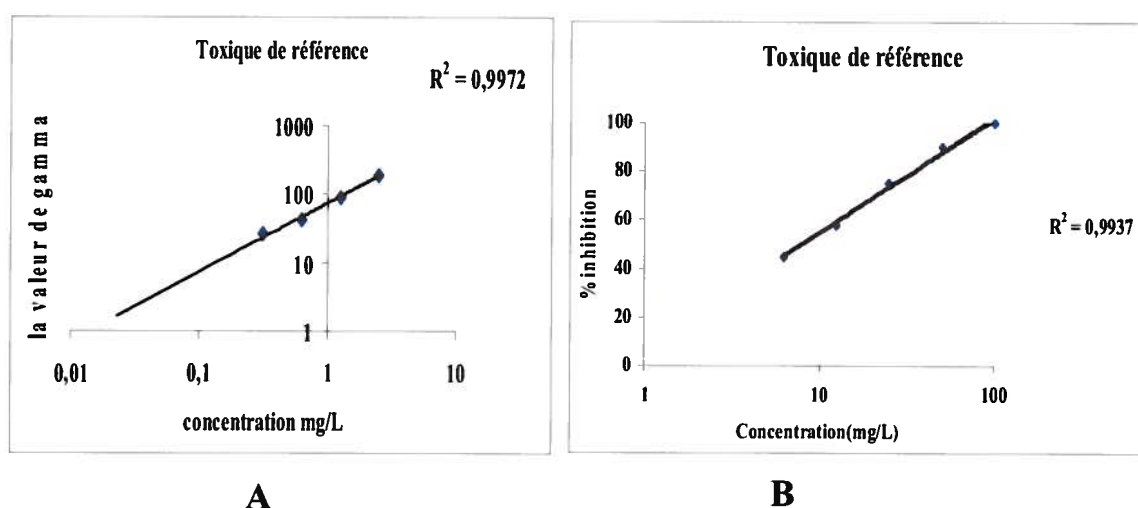 Toxique de référence
R² = 0,9972
la valeur de gamma
1000
100
10
1
0,01 0,1 1 10
concentration mg/L
A
Toxique de référence
100
80
60
40
20
0
% inhibition
R² = 0,9937
1 10 100
Concentration(mg/L)
B